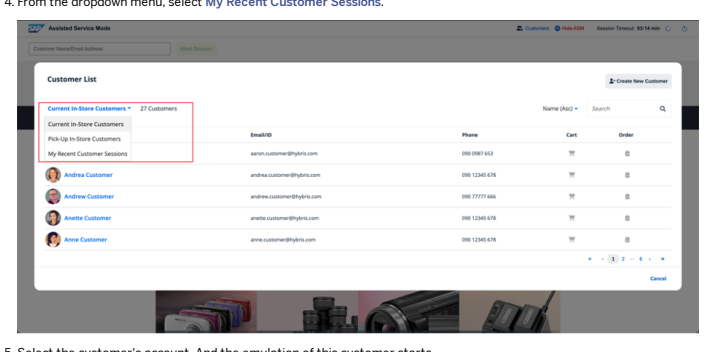 4. From the dropdown menu, select My Recent Customer Sessions.
SAP Assisted Service Mode Customers Hide ASM Session Timeout 03:14 min
Customer Name/Email Address Start Session
Customer List Create New Customer
Current In-Store Customers 27 Customers Name (Asc) Search
Current In-Store Customers
Email/ID Phone Cart Order
Pick-Up In-Store Customers
My Recent Customer Sessions aaron.customer@hybris.com 090 0987 653
Andrea Customer andrea.customer@hybris.com 090 12345 678
Andrew Customer andrew.customer@hybris.com 090 77777 666
Anette Customer anette.customer@hybris.com 090 12345 678
Anne Customer anne.customer@hybris.com 090 12345 678
« ‹ 1 2 ... 6 › »
Cancel
5. Select the customer's account. And the emulation of this customer starts.